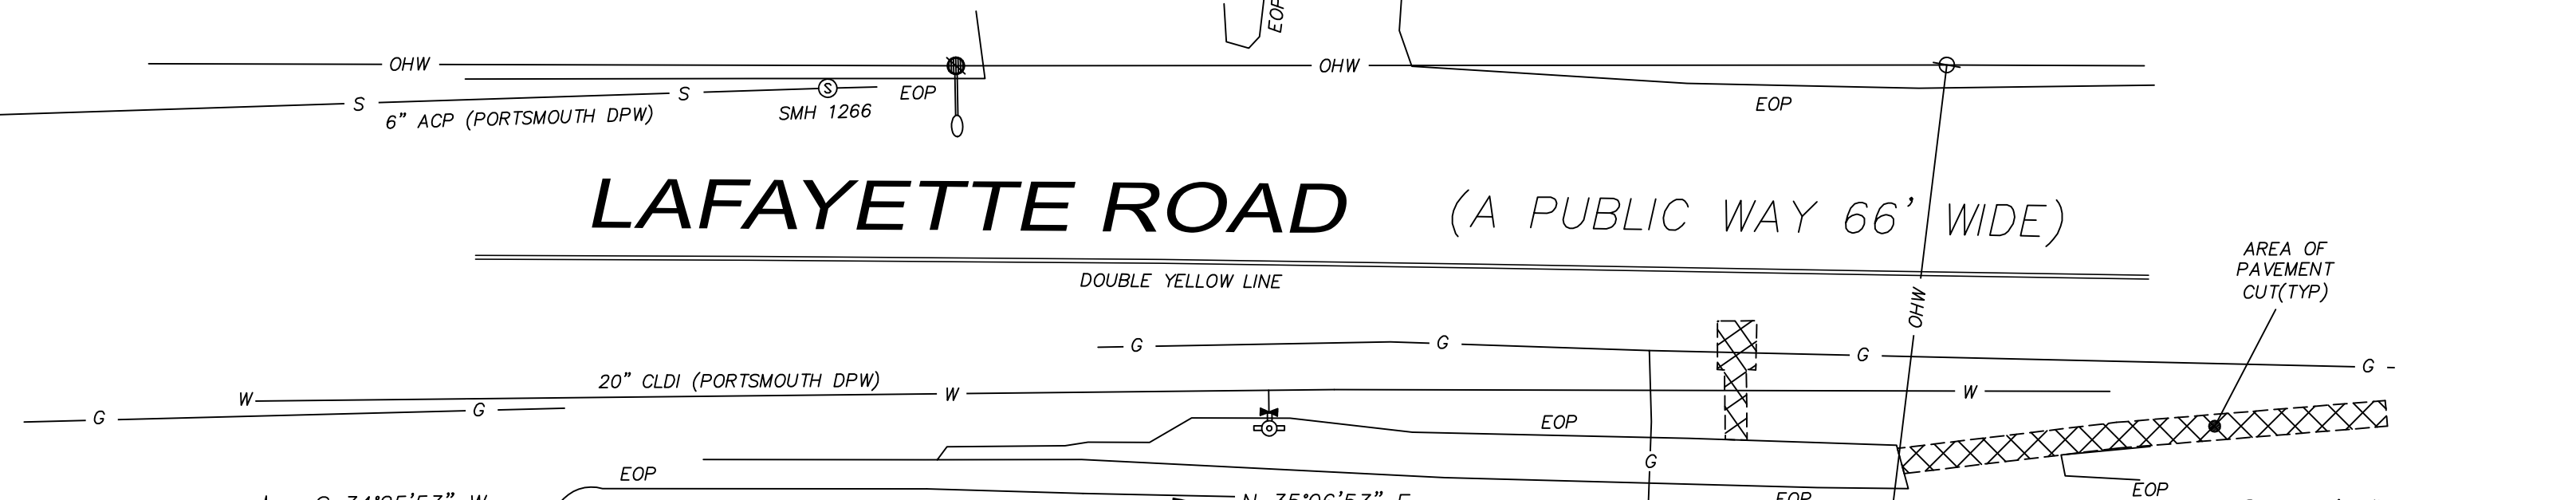 EOP
OHW
OHW
S
S
S
EOP
EOP
6" ACP (PORTSMOUTH DPW)
SMH 1266
LAFAYETTE ROAD
(A PUBLIC WAY 66' WIDE)
DOUBLE YELLOW LINE
AREA OF
PAVEMENT
CUT(TYP)
OHW
G
G
G
G
20" CLDI (PORTSMOUTH DPW)
W
W
W
G
G
EOP
G
EOP
EOP
EOP